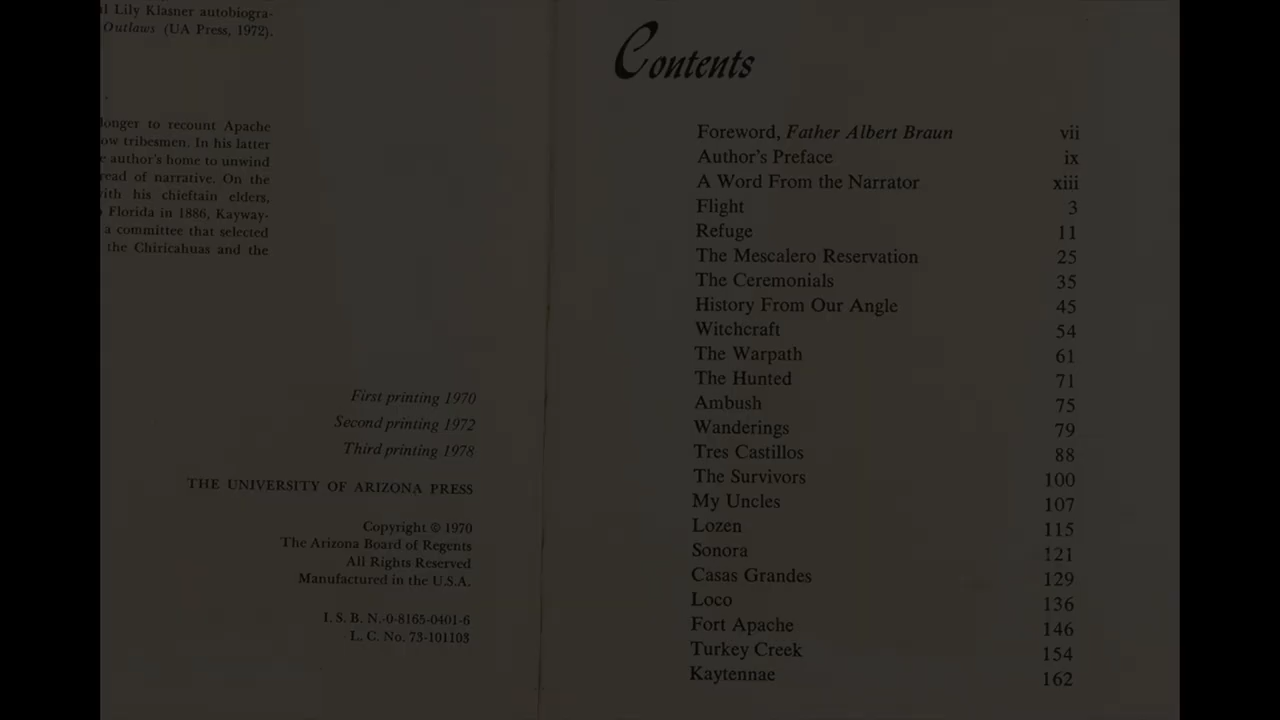 l Lily Klasner autobiogra-
Outlaws (UA Press, 1972).
longer to recount Apache
ow tribesmen. In his latter
e author's home to unwind
read of narrative. On the
with his chieftain elders,
Florida in 1886, Kayway-
a committee that selected
the Chiricahuas and the
First printing 1970
Second printing 1972
Third printing 1978
THE UNIVERSITY OF ARIZONA PRESS
Copyright © 1970
The Arizona Board of Regents
All Rights Reserved
Manufactured in the U.S.A.
I. S. B. N.-0-8165-0401-6
L. C. No. 73-101103
Contents
Foreword, Father Albert Braun vii
Author's Preface ix
A Word From the Narrator xiii
Flight 3
Refuge 11
The Mescalero Reservation 25
The Ceremonials 35
History From Our Angle 45
Witchcraft 54
The Warpath 61
The Hunted 71
Ambush 75
Wanderings 79
Tres Castillos 88
The Survivors 100
My Uncles 107
Lozen 115
Sonora 121
Casas Grandes 129
Loco 136
Fort Apache 146
Turkey Creek 154
Kaytennae 162